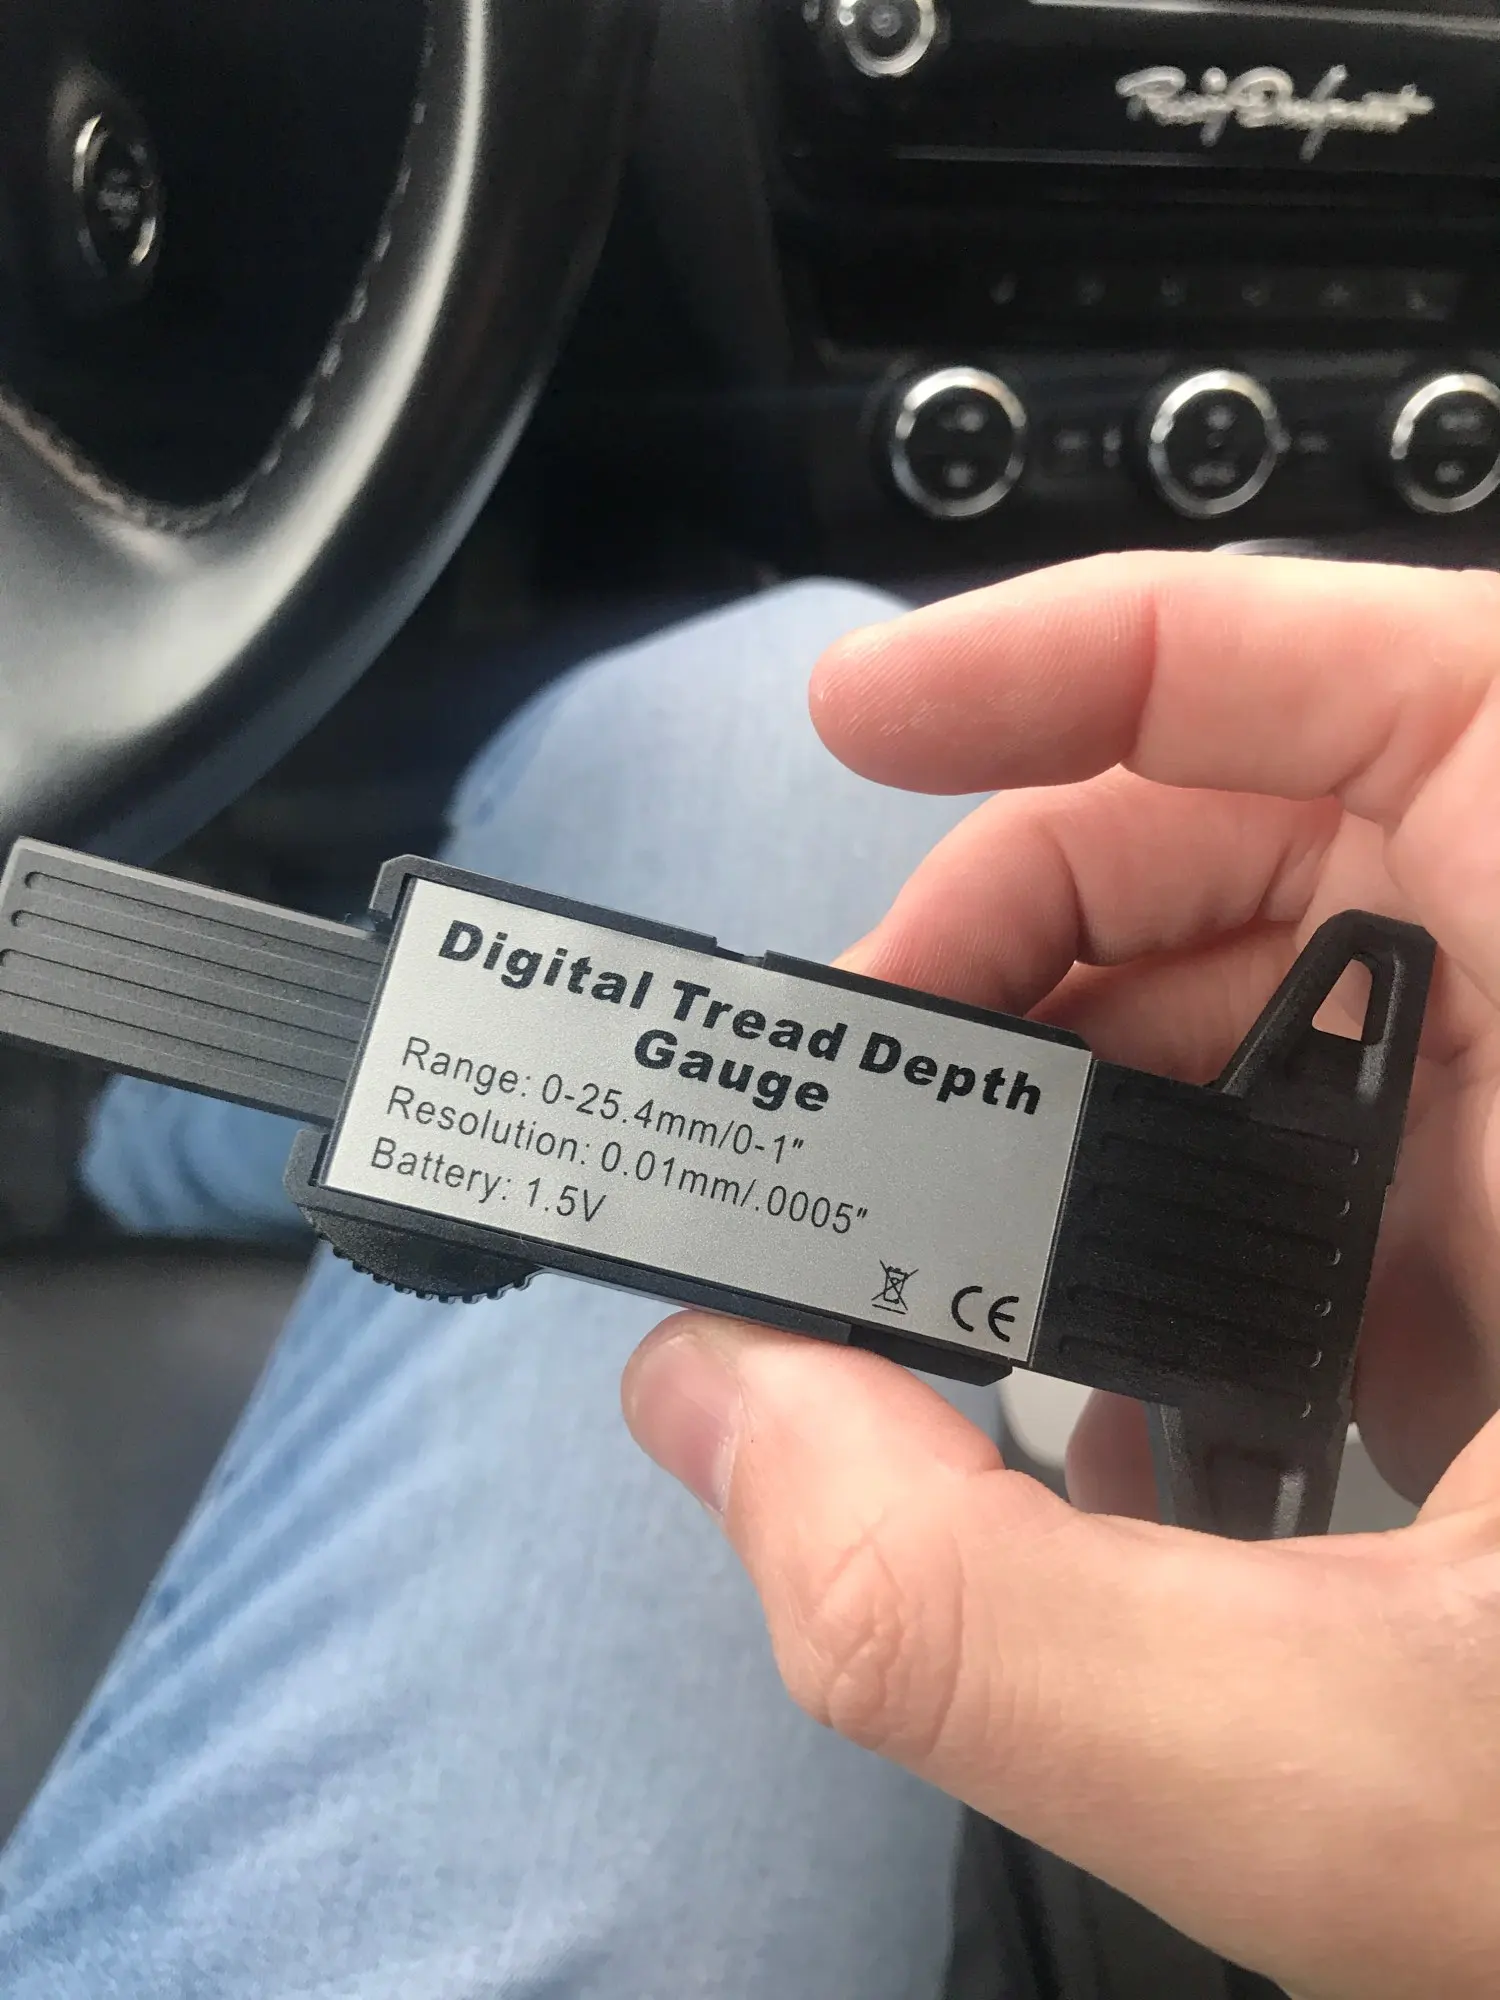 Digital Tread Depth
Gauge
Range: 0-25.4mm/0-1″
Resolution: 0.01mm/.0005″
Battery: 1.5V
CE